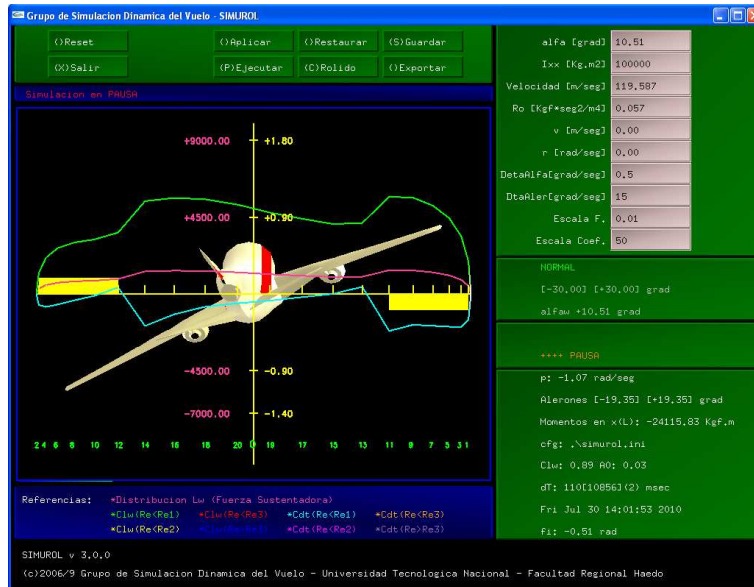 Grupo de Simulacion Dinamica del Vuelo - SIMUROL
()Reset ()Aplicar ()Restaurar (S)Guardar
(X)Salir (P)Ejecutar (C)Rolido ()Exportar
Simulacion en PAUSA
+9000.00 +1.80
+4500.00 +0.90
-4500.00 -0.90
-7000.00 -1.40
2 4 6 8 10 12 14 16 18 20 0 19 17 15 13 11 9 7 5 3 1
Referencias: *Distribucion Lw (Fuerza Sustentadora)
*Clw(Re<Re1) *Clw(Re<Re3) *Cdt(Re<Re1) *Cdt(Re<Re3)
*Clw(Re<Re2) *Cdt(Re<Re2) *Cdt(Re>Re3)
alfa [grad] 10.51
Ixx [Kg.m2] 100000
Velocidad [m/seg] 119.587
Ro [Kgf*seg2/m4] 0.057
v [m/seg] 0.00
r [rad/seg] 0.00
DetaAlfa[grad/seg] 0.5
DtaAler[grad/seg] 15
Escala F. 0.01
Escala Coef. 50
NORMAL
[-30.00] [+30.00] grad
alfaw +10.51 grad
++++ PAUSA
p: -1.07 rad/seg
Alerones [-19.35] [+19.35] grad
Momentos en x(L): -24115.83 Kgf.m
cfg: .\simurol.ini
Clw: 0.89 A0: 0.03
dT: 110[10856](2) msec
Fri Jul 30 14:01:53 2010
fi: -0.51 rad
SIMUROL v 3.0.0
(c)2006/9 Grupo de Simulacion Dinamica del Vuelo - Universidad Tecnologica Nacional - Facultad Regional Haedo